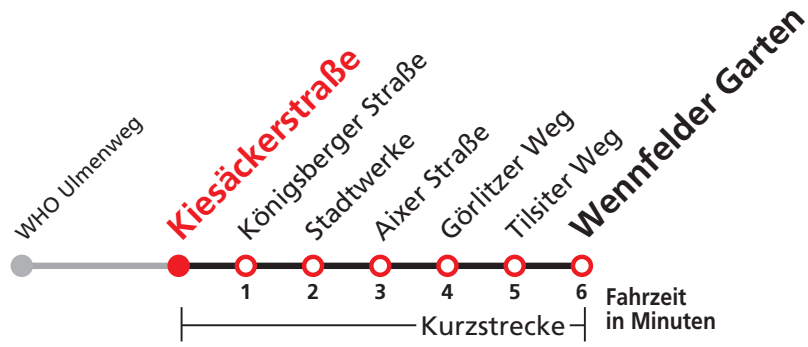 WHO Ulmenweg
Kiesäckerstraße
Königsberger Straße
Stadtwerke
Aixer Straße
Görlitzer Weg
Tilsiter Weg
Wennfelder Garten
1 2 3 4 5 6
Fahrzeit
in Minuten
Kurzstrecke